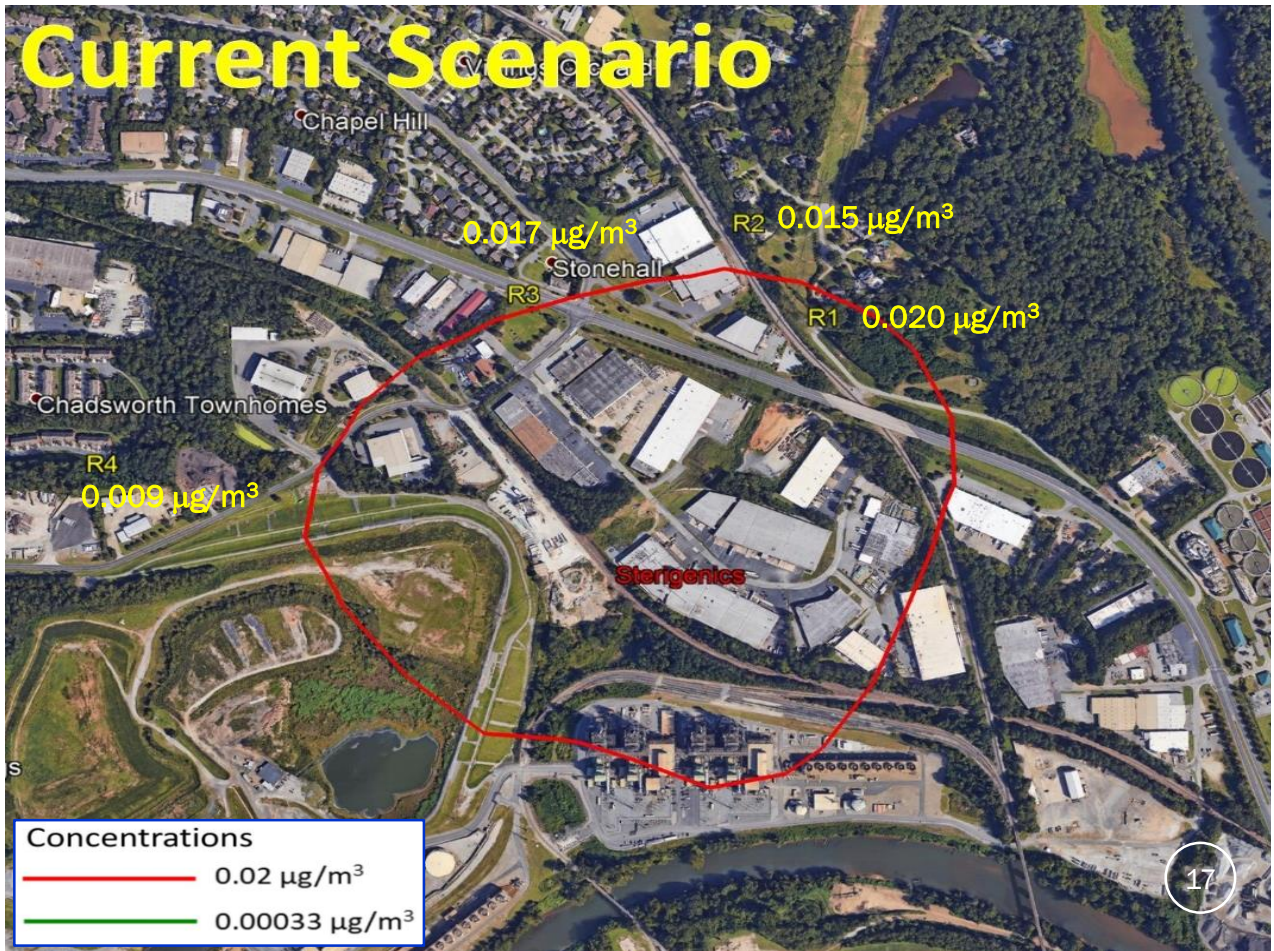 Current Scenario
Chapel Hill
0.017 μg/m³
R2 0.015 μg/m³
Stonehall
R3
R1 0.020 μg/m³
Chadsworth Townhomes
R4
0.009 μg/m³
Sterigenics
s
Concentrations
0.02 μg/m³
0.00033 μg/m³
17